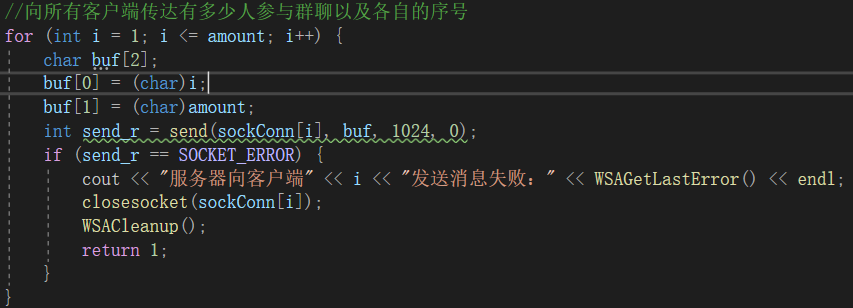 //向所有客户端传达有多少人参与群聊以及各自的序号
for (int i = 1; i <= amount; i++) {
char buf[2];
buf[0] = (char)i;
buf[1] = (char)amount;
int send_r = send(sockConn[i], buf, 1024, 0);
if (send_r == SOCKET_ERROR) {
cout << "服务器向客户端" << i << "发送消息失败：" << WSAGetLastError() << endl;
closesocket(sockConn[i]);
WSACleanup();
return 1;
}
}